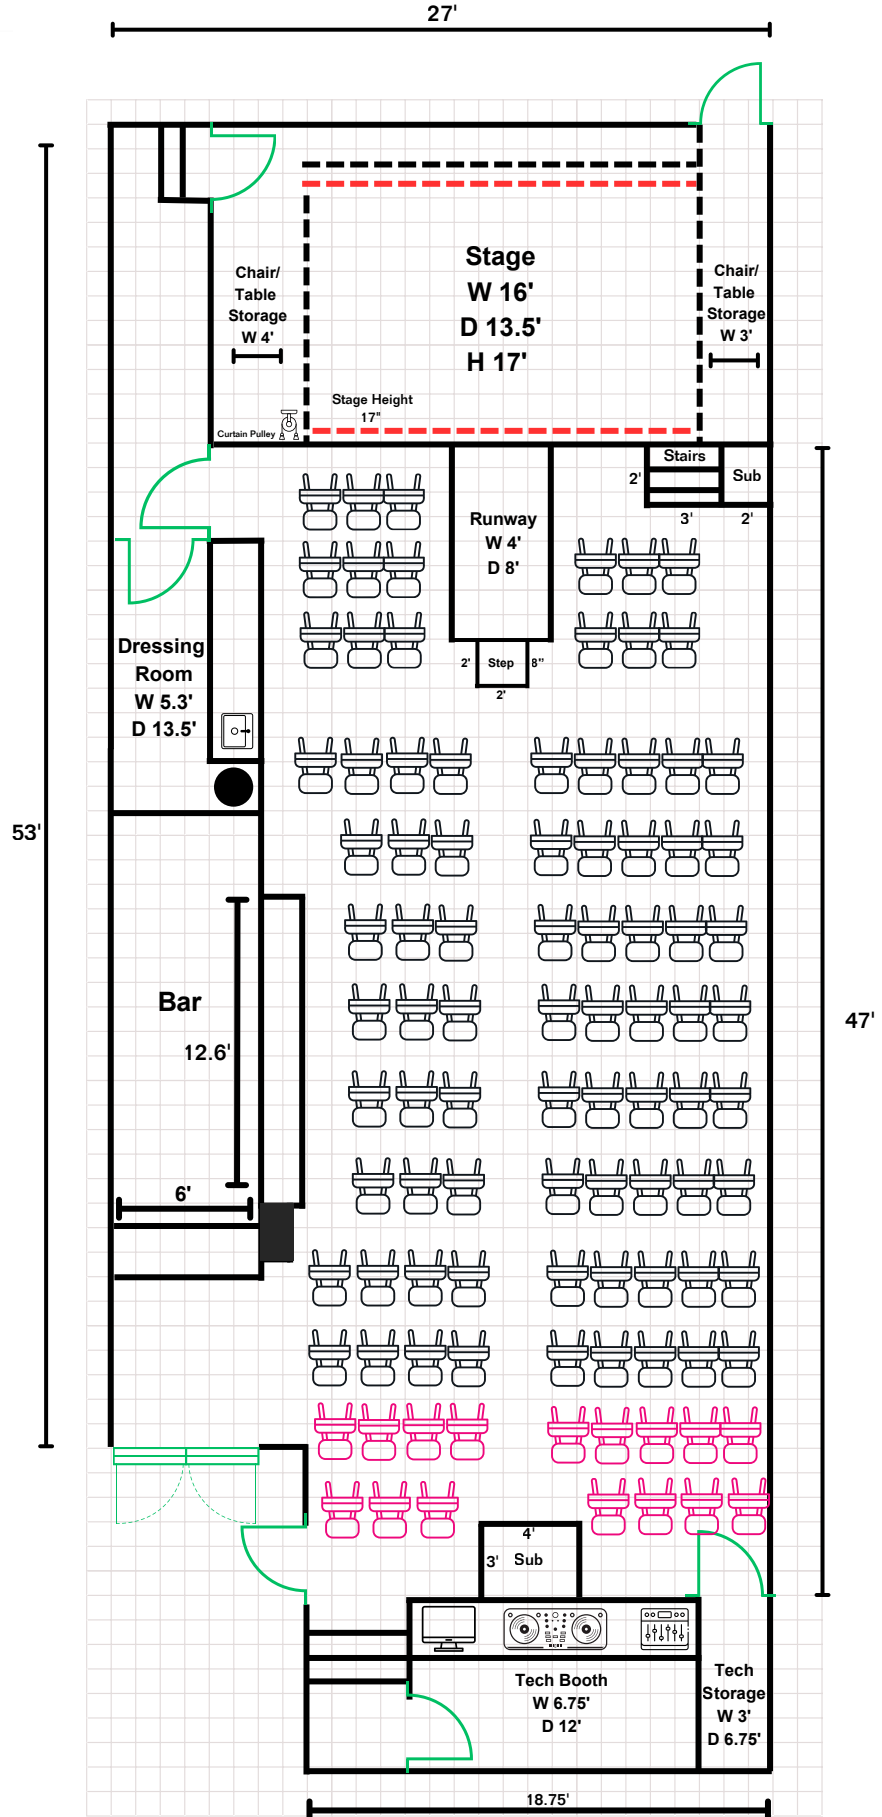 27'
Stage
W 16'
D 13.5'
H 17'
Chair/
Table
Storage
W 4'
Chair/
Table
Storage
W 3'
Stage Height
17"
Curtain Pulley
Stairs
2'
Sub
3'
2'
Runway
W 4'
D 8'
2'
Step
8"
2'
Dressing
Room
W 5.3'
D 13.5'
53'
Bar
12.6'
47'
6'
4'
3'
Sub
Tech Booth
W 6.75'
D 12'
Tech
Storage
W 3'
D 6.75'
18.75'